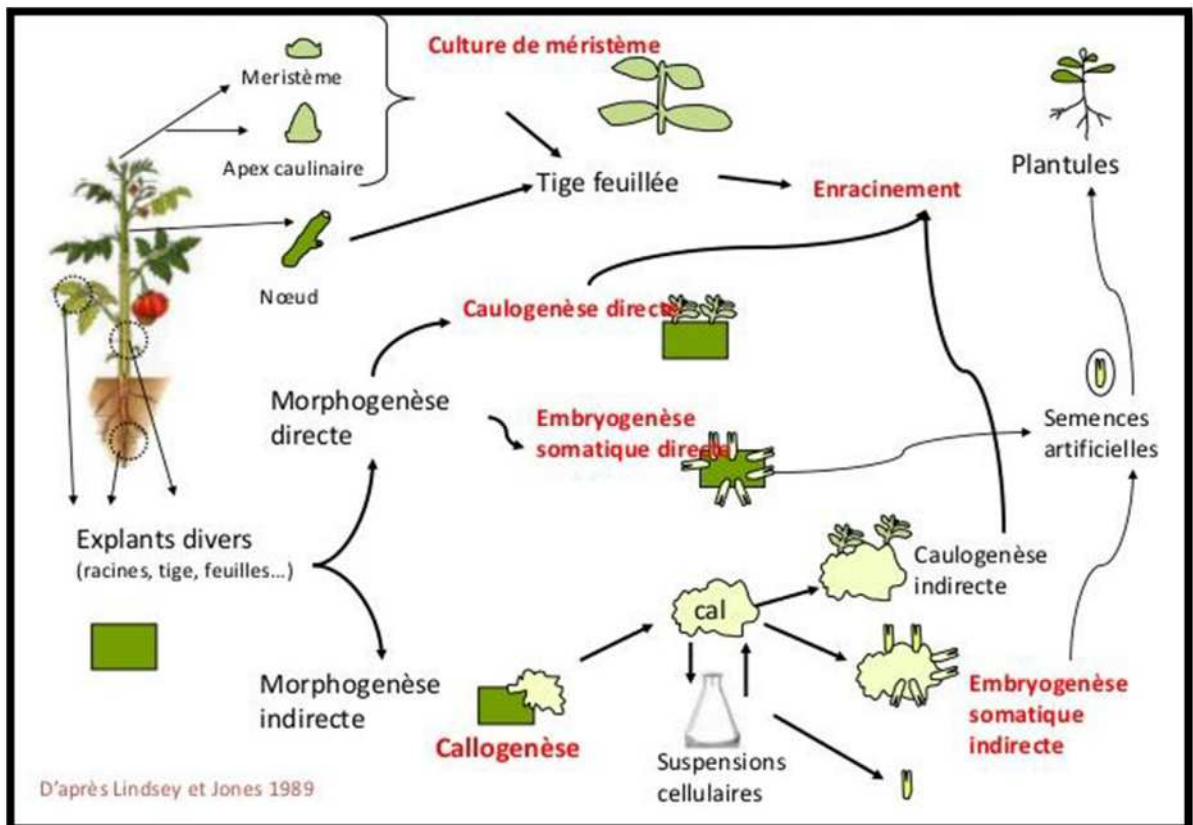 Culture de méristème
Meristème
Apex caulinaire
Plantules
Tige feuillée
Enracinement
Nœud
Caulogenèse directe
Morphogenèse
directe
Embryogenèse
somatique directe
Semences
artificielles
Explants divers
(racines, tige, feuilles...)
Caulogenèse
indirecte
cal
Morphogenèse
indirecte
Callogenèse
Embryogenèse
somatique
indirecte
Suspensions
cellulaires
D'après Lindsey et Jones 1989